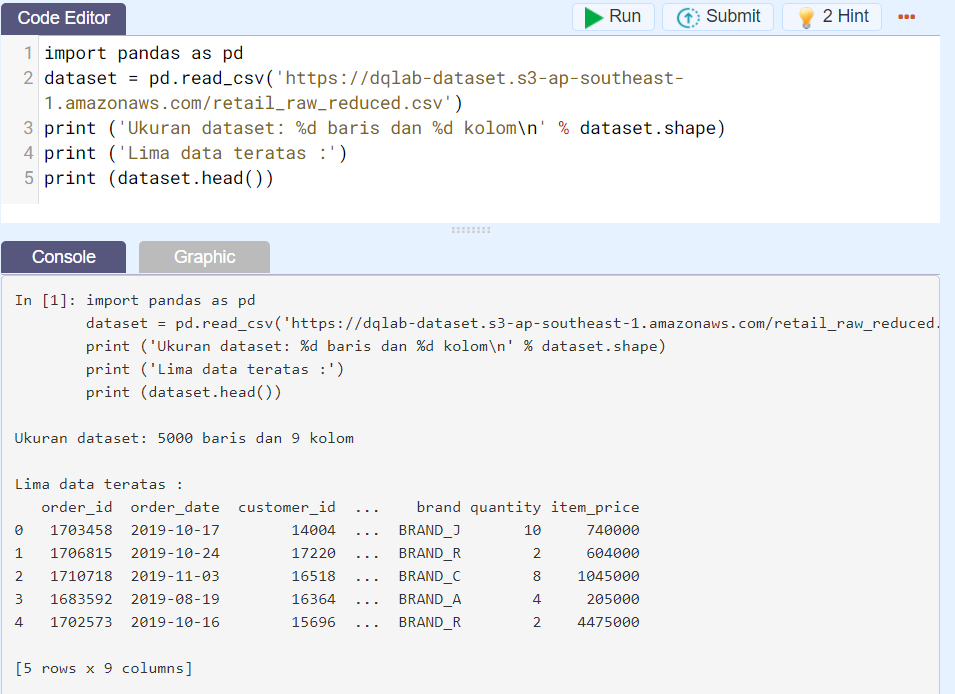 Code Editor
Run
Submit
2 Hint
1 import pandas as pd
2 dataset = pd.read_csv('https://dqlab-dataset.s3-ap-southeast-
1.amazonaws.com/retail_raw_reduced.csv')
3 print ('Ukuran dataset: %d baris dan %d kolom\n' % dataset.shape)
4 print ('Lima data teratas :')
5 print (dataset.head())
Console
Graphic
In [1]: import pandas as pd
dataset = pd.read_csv('https://dqlab-dataset.s3-ap-southeast-1.amazonaws.com/retail_raw_reduced.
print ('Ukuran dataset: %d baris dan %d kolom\n' % dataset.shape)
print ('Lima data teratas :')
print (dataset.head())
Ukuran dataset: 5000 baris dan 9 kolom
Lima data teratas :
order_id order_date customer_id ... brand quantity item_price
0 1703458 2019-10-17 14004 ... BRAND_J 10 740000
1 1706815 2019-10-24 17220 ... BRAND_R 2 604000
2 1710718 2019-11-03 16518 ... BRAND_C 8 1045000
3 1683592 2019-08-19 16364 ... BRAND_A 4 205000
4 1702573 2019-10-16 15696 ... BRAND_R 2 4475000
[5 rows x 9 columns]